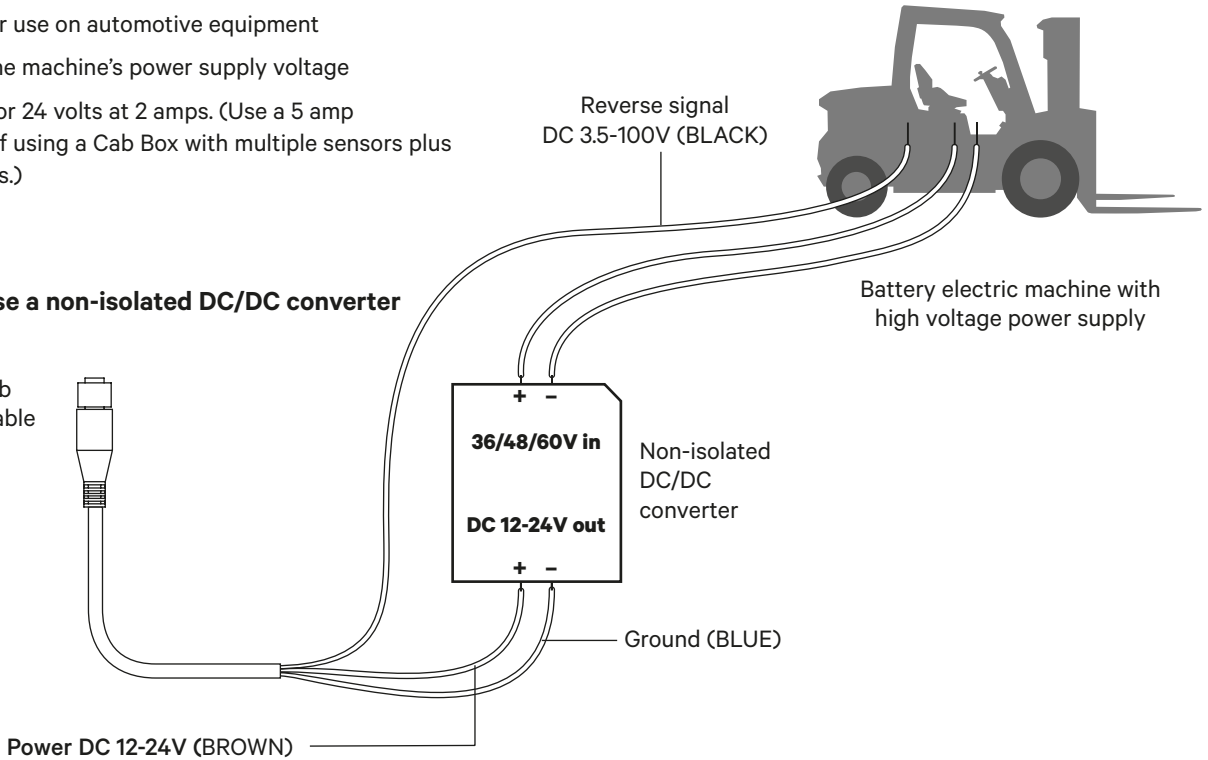 r use on automotive equipment
ne machine's power supply voltage
or 24 volts at 2 amps. (Use a 5 amp
f using a Cab Box with multiple sensors plus
s.)
Reverse signal
DC 3.5-100V (BLACK)
se a non-isolated DC/DC converter
Battery electric machine with
high voltage power supply
b
able
+ –
36/48/60V in
Non-isolated
DC/DC
converter
DC 12-24V out
+ –
Ground (BLUE)
Power DC 12-24V (BROWN)